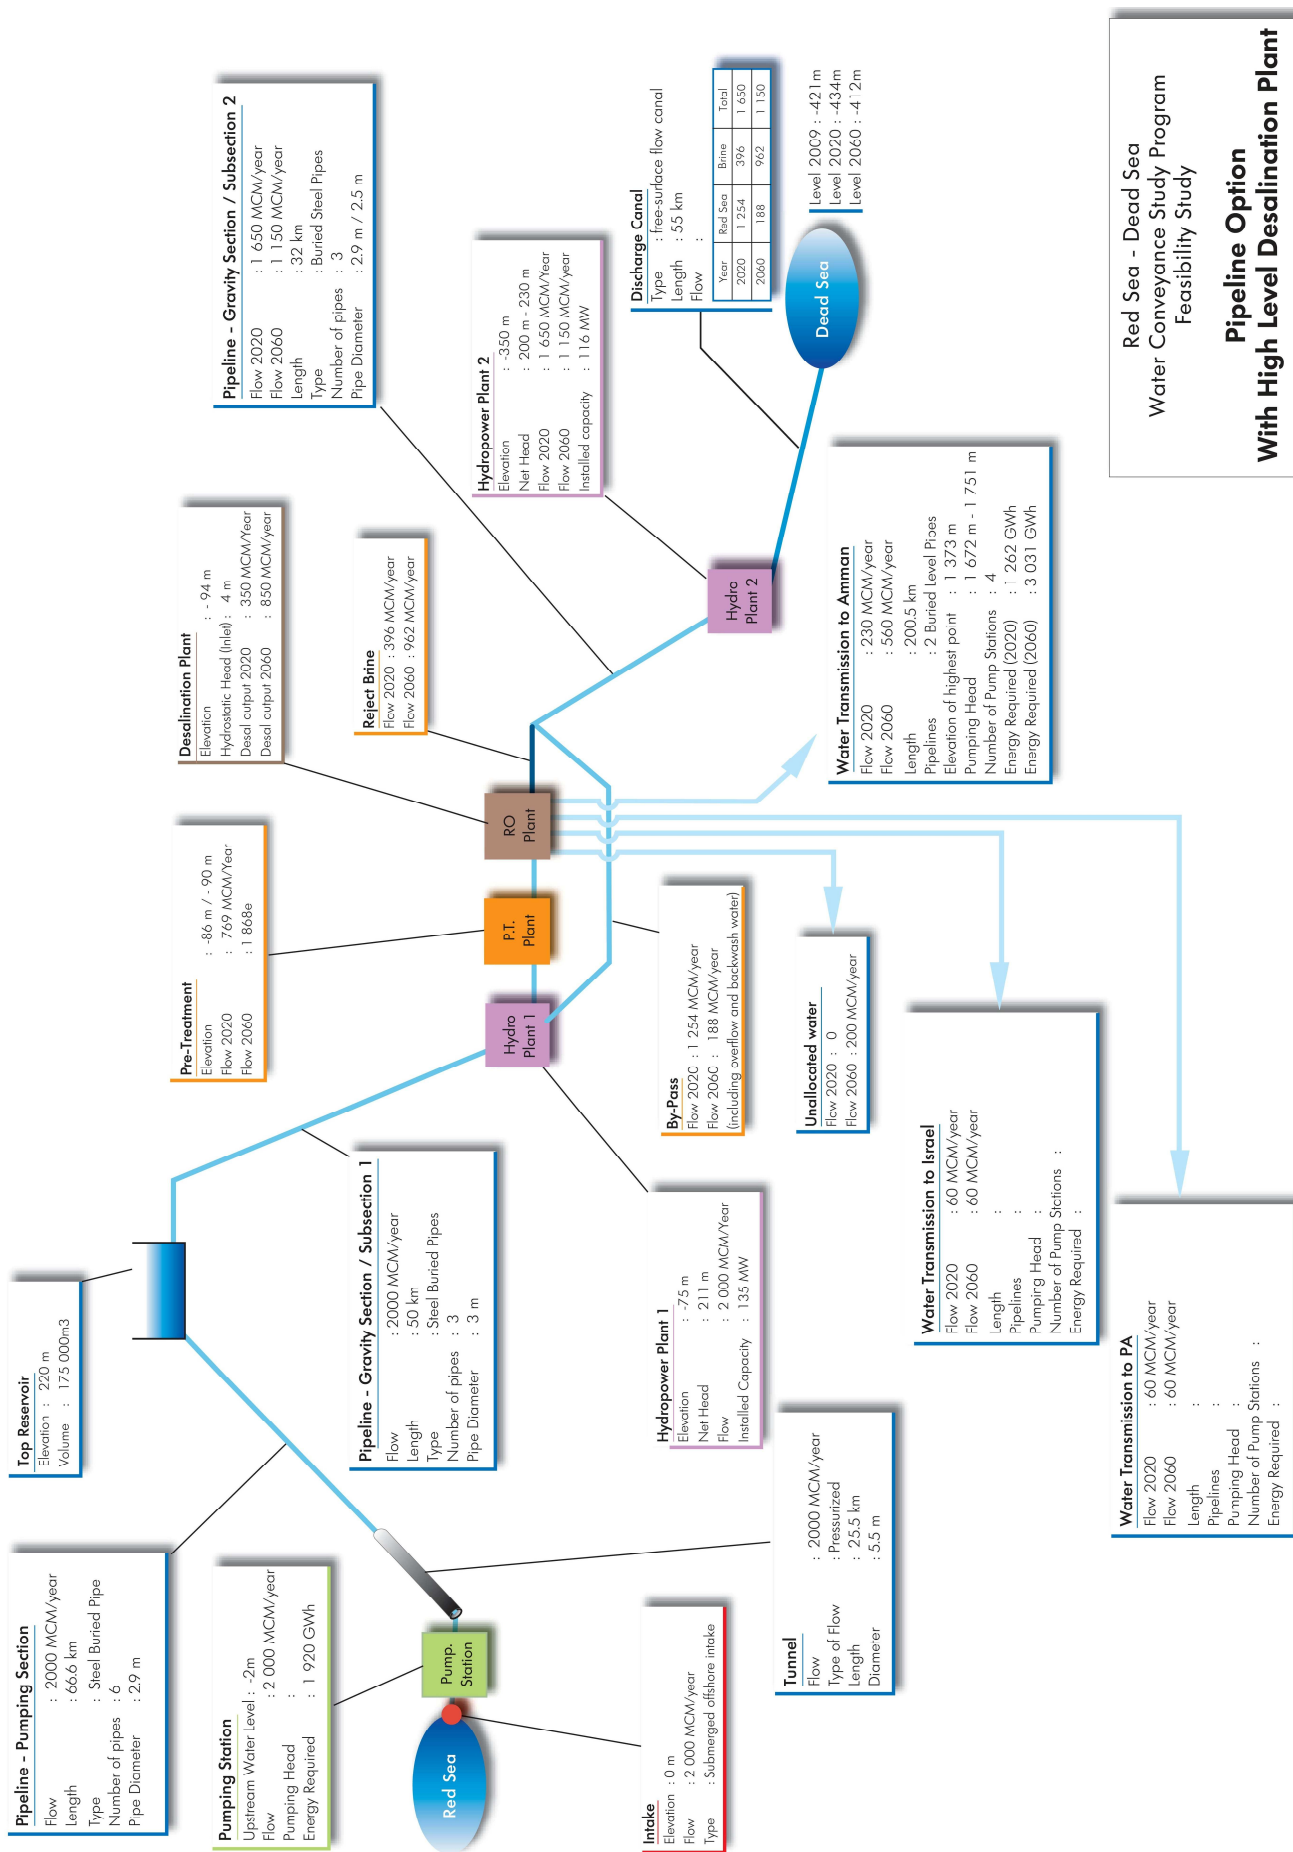 Pipeline - Pumping Section
Flow : 2000 MCM/year
Length : 66.6 km
Type : Steel Buried Pipe
Number of pipes : 6
Pipe Diameter : 2.9 m
Top Reservoir
Elevation : 220 m
Volume : 175 000m3
Pumping Station
Upstream Water Level : -2m
Flow : 2 000 MCM/year
Pumping Head :
Energy Required : 1 920 GWh
Pipeline - Gravity Section / Subsection 1
Flow : 2000 MCM/year
Length : 50 km
Type : Steel Buried Pipes
Number of pipes : 3
Pipe Diameter : 3 m
Pre-Treatment
Elevation : -86 m / - 90 m
Flow 2020 : 769 MCM/Year
Flow 2060 : 1 868e
Desalination Plant
Elevation : - 94 m
Hydrostatic Head (Inlet) : 4 m
Desal cutput 2020 : 350 MCM/Year
Desal cutput 2060 : 850 MCM/year
Reject Brine
Flow 2020 : 396 MCM/year
Flow 2060 : 962 MCM/year
Pipeline - Gravity Section / Subsection 2
Flow 2020 : 1 650 MCM/year
Flow 2060 : 1 150 MCM/year
Length : 32 km
Type : Buried Steel Pipes
Number of pipes : 3
Pipe Diameter : 2.9 m / 2.5 m
Hydropower Plant 2
Elevation : -350 m
Net Head : 200 m - 230 m
Flow 2020 : 1 650 MCM/Year
Flow 2060 : 1 150 MCM/year
Installed capacity : 116 MW
Discharge Canal
Type : free-surface flow canal
Length : 55 km
Flow :
Year Red Sea Brine Total
2020 1 254 396 1 650
2060 188 962 1 150
Red Sea
Pump.
Station
Hydro
Plant 1
P.T.
Plant
RO
Plant
Hydro
Plant 2
Dead Sea
Level 2009 : -421m
Level 2020 : -434m
Level 2060 : -412m
Intake
Elevation : 0 m
Flow : 2 000 MCM/year
Type : Submerged offshore intake
Tunnel
Flow : 2000 MCM/year
Type of Flow : Pressurized
Length : 25.5 km
Diameter : 5.5 m
Hydropower Plant 1
Elevation : -75 m
Net Head : 211 m
Flow : 2 000 MCM/Year
Installed Capacity : 135 MW
By-Pass
Flow 2020 : 1 254 MCM/year
Flow 2060 : 188 MCM/year
(including overflow and backwash water)
Unallocated water
Flow 2020 : 0
Flow 2060 : 200 MCM/year
Water Transmission to Amman
Flow 2020 : 230 MCM/year
Flow 2060 : 560 MCM/year
Length : 200.5 km
Pipelines : 2 Buried Level Pipes
Elevation of highest point : 1 373 m
Pumping Head : 1 672 m - 1 751 m
Number of Pump Stations : 4
Energy Required (2020) : 1 262 GWh
Energy Required (2060) : 3 031 GWh
Water Transmission to Israel
Flow 2020 : 60 MCM/year
Flow 2060 : 60 MCM/year
Length :
Pipelines :
Pumping Head :
Number of Pump Stations :
Energy Required :
Water Transmission to PA
Flow 2020 : 60 MCM/year
Flow 2060 : 60 MCM/year
Length :
Pipelines :
Pumping Head :
Number of Pump Stations :
Energy Required :
Red Sea - Dead Sea
Water Conveyance Study Program
Feasibility Study
Pipeline Option
With High Level Desalination Plant